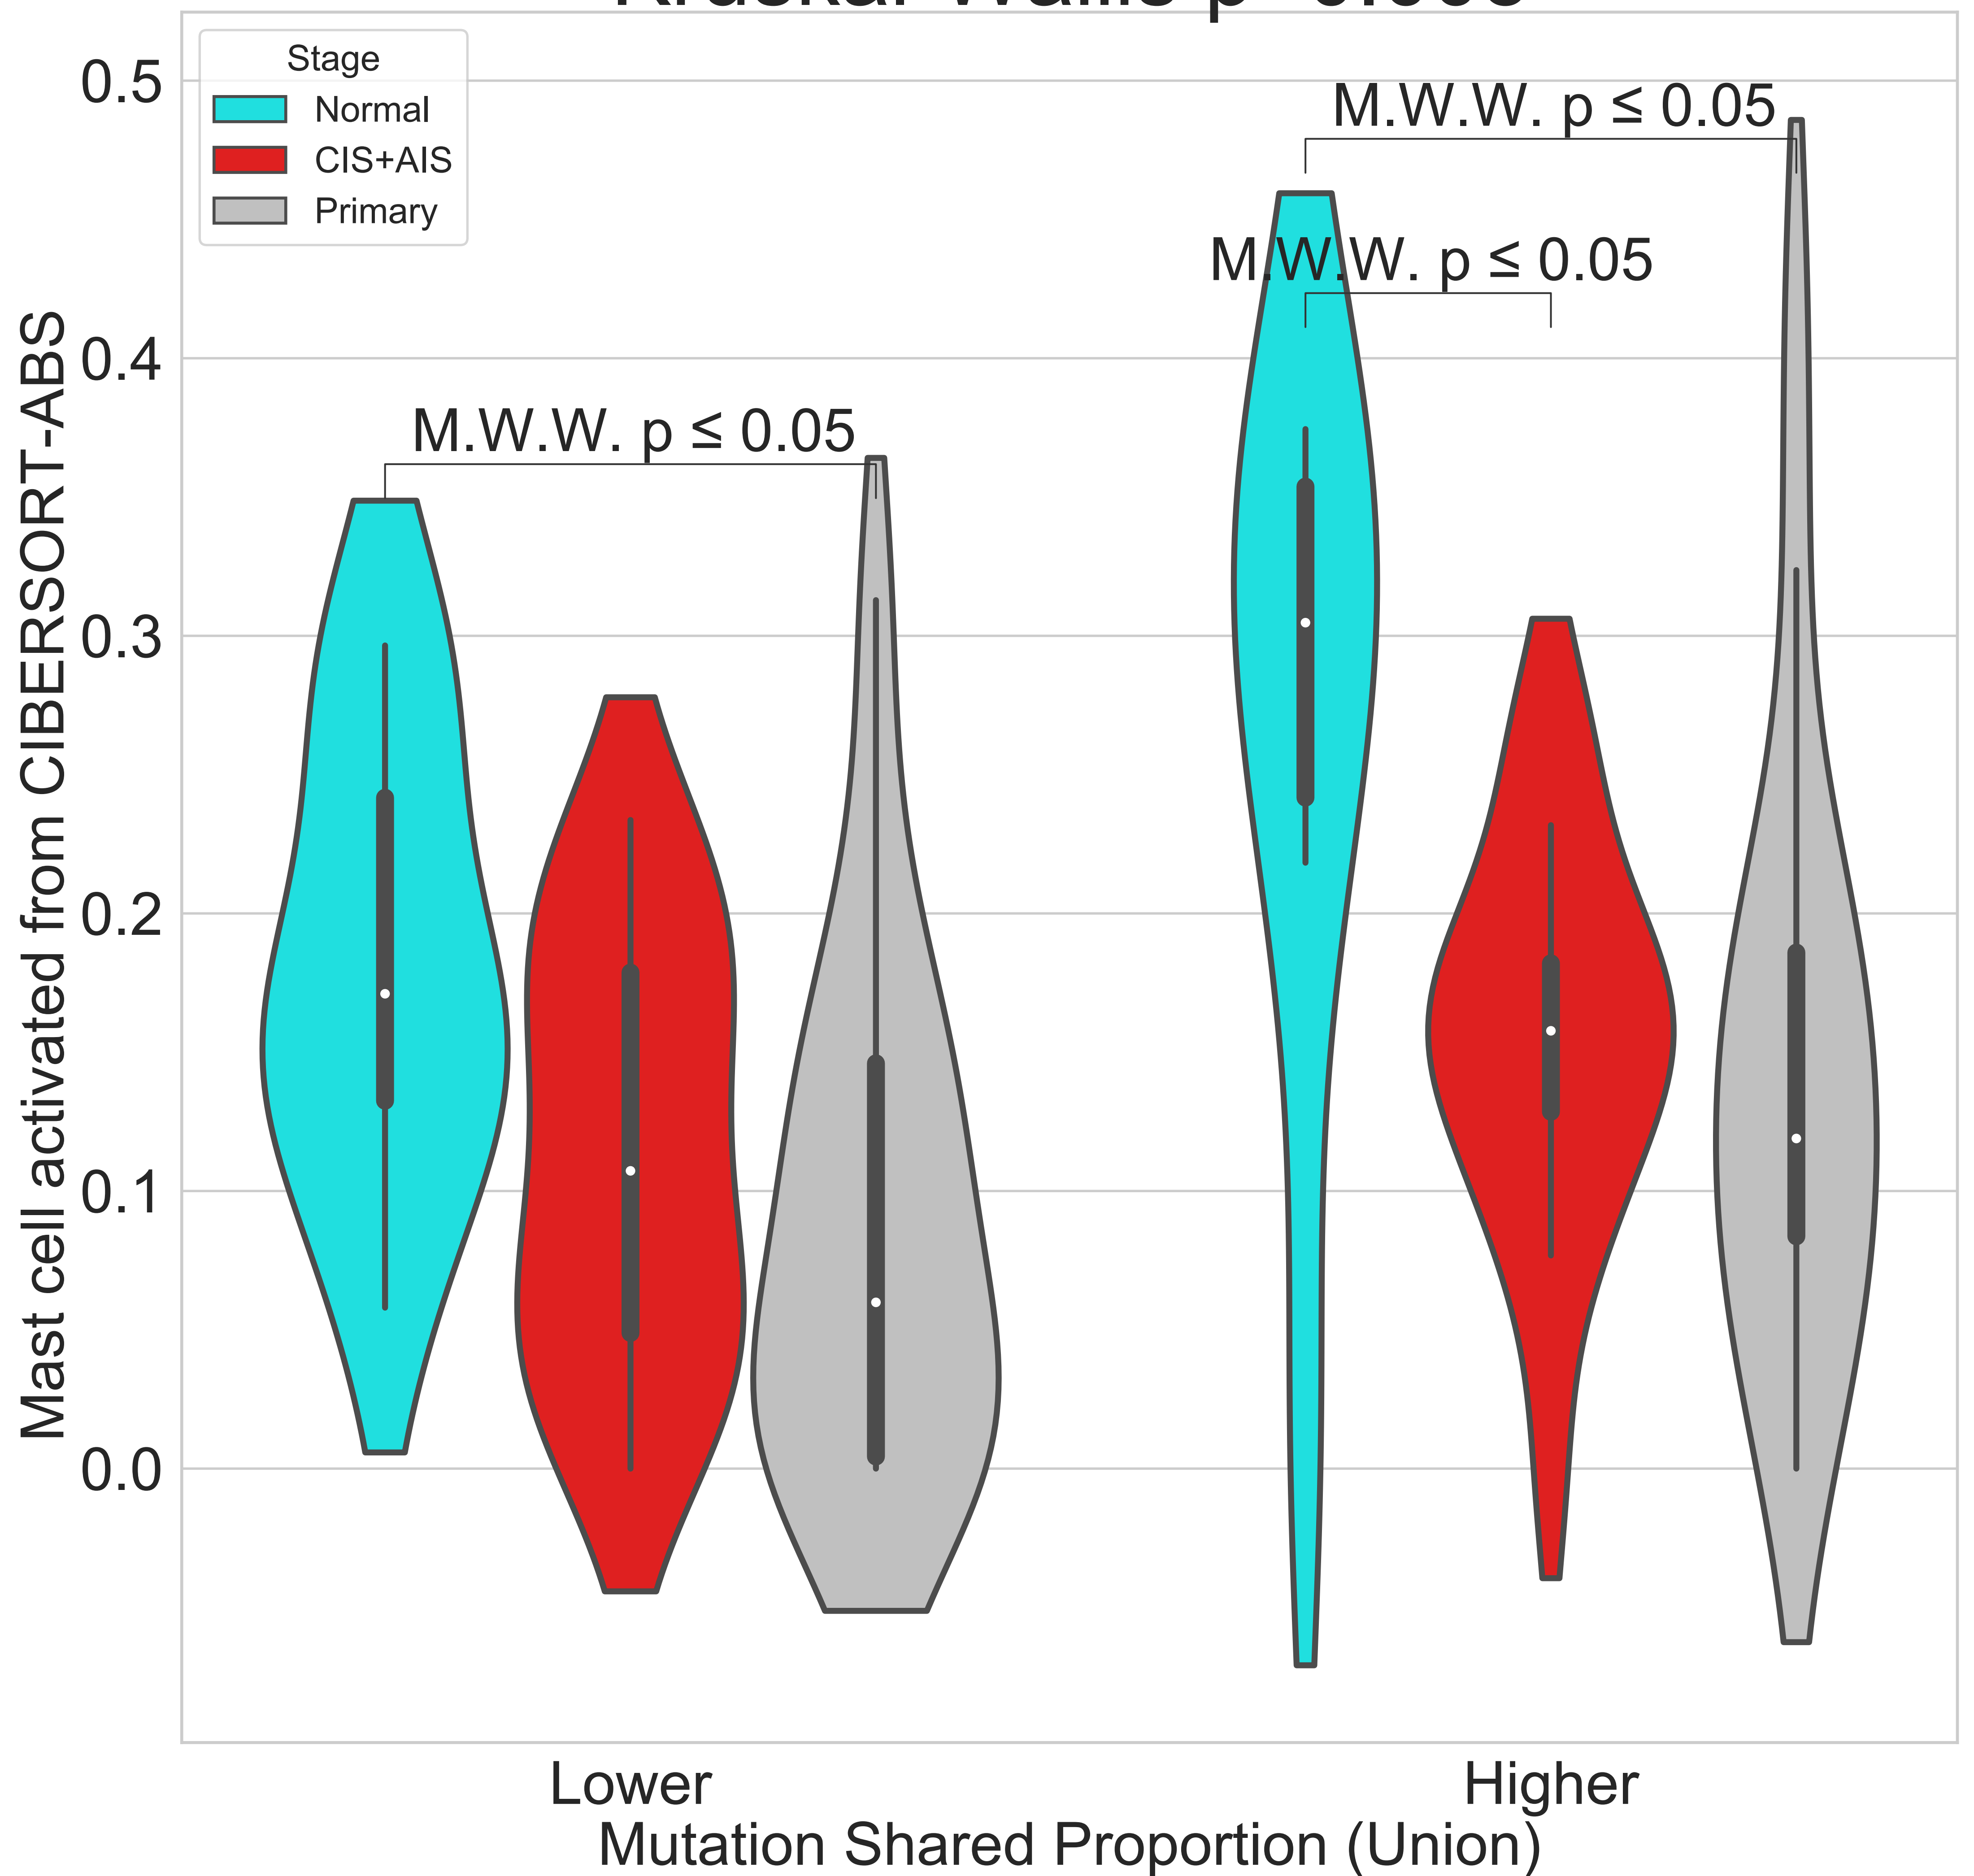 Stage
Normal
CIS+AIS
Primary
M.W.W. p ≤ 0.05
M.W.W. p ≤ 0.05
M.W.W. p ≤ 0.05
0.5
0.4
0.3
0.2
0.1
0.0
Mast cell activated from CIBERSORT-ABS
Lower
Higher
Mutation Shared Proportion (Union)